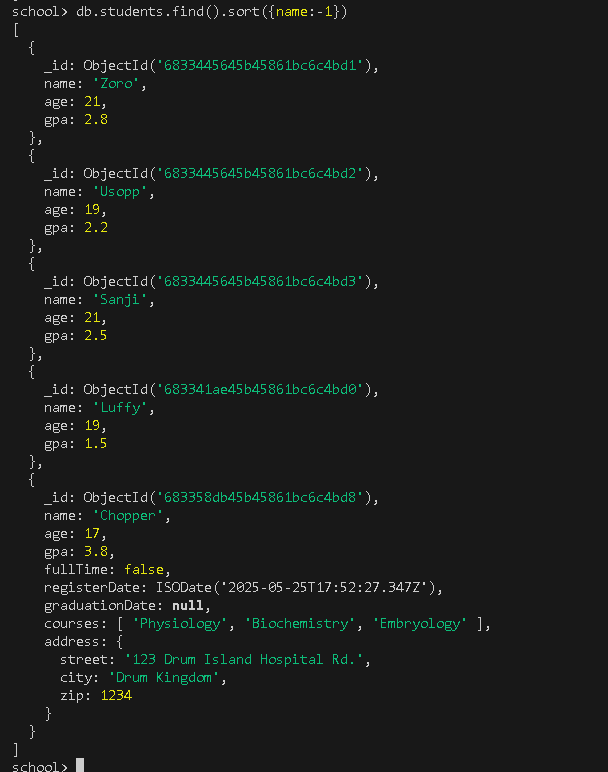 school> db.students.find().sort({name:-1})
[
  {
    _id: ObjectId('6833445645b45861bc6c4bd1'),
    name: 'Zoro',
    age: 21,
    gpa: 2.8
  },
  {
    _id: ObjectId('6833445645b45861bc6c4bd2'),
    name: 'Usopp',
    age: 19,
    gpa: 2.2
  },
  {
    _id: ObjectId('6833445645b45861bc6c4bd3'),
    name: 'Sanji',
    age: 21,
    gpa: 2.5
  },
  {
    _id: ObjectId('683341ae45b45861bc6c4bd0'),
    name: 'Luffy',
    age: 19,
    gpa: 1.5
  },
  {
    _id: ObjectId('683358db45b45861bc6c4bd8'),
    name: 'Chopper',
    age: 17,
    gpa: 3.8,
    fullTime: false,
    registerDate: ISODate('2025-05-25T17:52:27.347Z'),
    graduationDate: null,
    courses: [ 'Physiology', 'Biochemistry', 'Embryology' ],
    address: {
      street: '123 Drum Island Hospital Rd.',
      city: 'Drum Kingdom',
      zip: 1234
    }
  }
]
school>